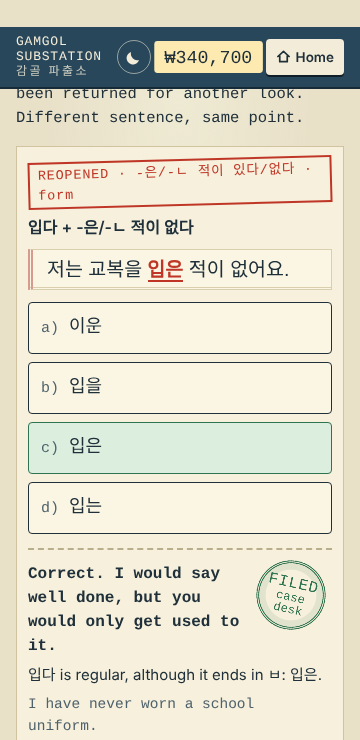 GAMGOL
SUBSTATION
감골 파출소
₩340,700
Home
been returned for another look.
Different sentence, same point.
REOPENED · -은/-ㄴ 적이 있다/없다 ·
form
입다 + -은/-ㄴ 적이 없다
저는 교복을 입은 적이 없어요.
a) 이운
b) 입을
c) 입은
d) 입는
Correct. I would say
well done, but you
would only get used to
it.
FILED
case
desk
입다 is regular, although it ends in ㅂ: 입은.
I have never worn a school
uniform.